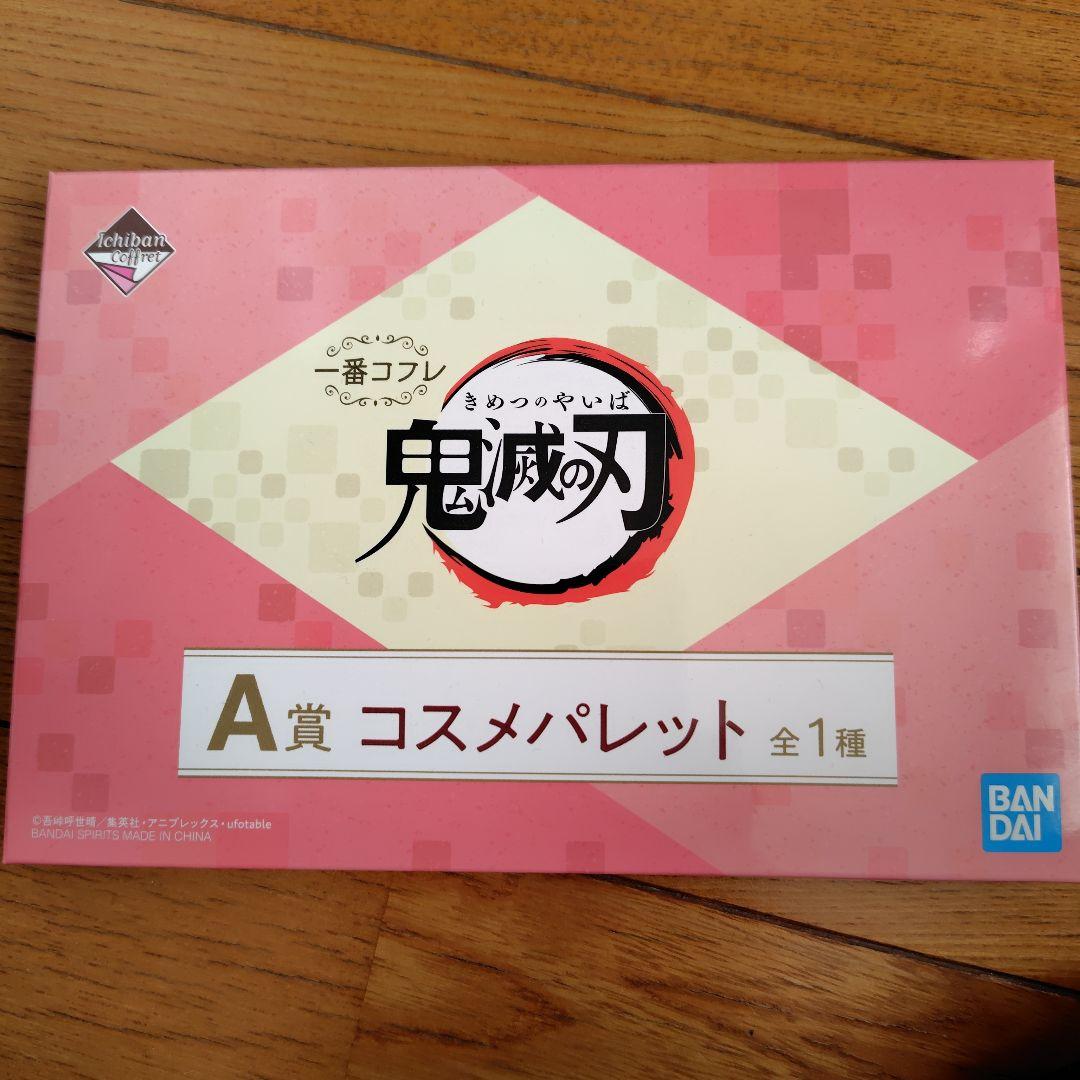 Ichiban
Coffret
一番コフレ
きめつのやいば
鬼滅の刃
A賞 コスメパレット 全1種
©吾峠呼世晴／集英社・アニプレックス・ufotable
BANDAI SPIRITS MADE IN CHINA
BAN
DAI